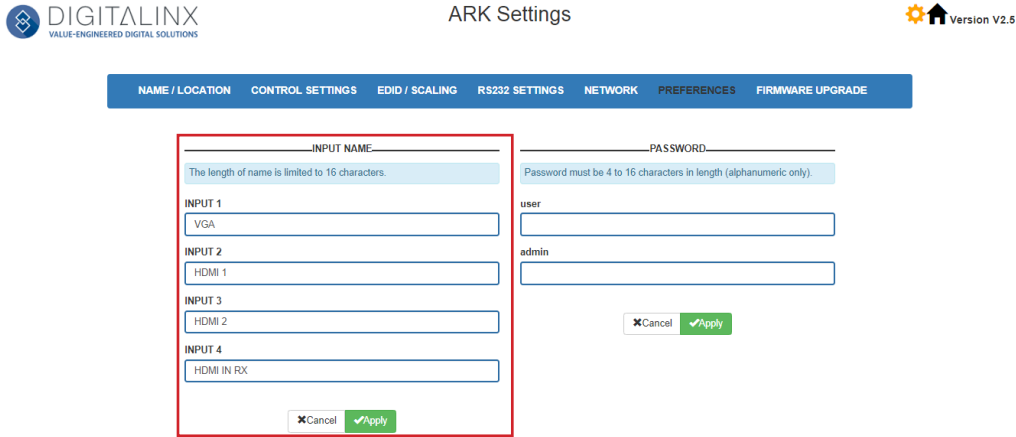 DIGITALINX
VALUE-ENGINEERED DIGITAL SOLUTIONS
ARK Settings
Version V2.5
NAME / LOCATION CONTROL SETTINGS EDID / SCALING RS232 SETTINGS NETWORK PREFERENCES FIRMWARE UPGRADE
INPUT NAME
The length of name is limited to 16 characters.
INPUT 1
VGA
INPUT 2
HDMI 1
INPUT 3
HDMI 2
INPUT 4
HDMI IN RX
Cancel Apply
PASSWORD
Password must be 4 to 16 characters in length (alphanumeric only).
user
admin
Cancel Apply